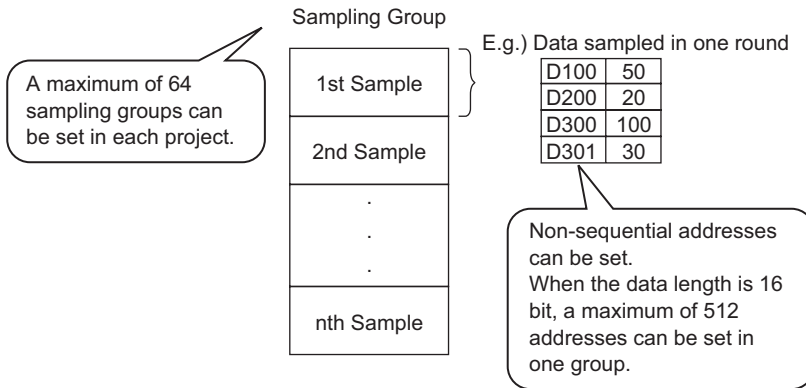 Sampling Group
A maximum of 64
sampling groups can
be set in each project.
1st Sample
2nd Sample
.
.
.
nth Sample
E.g.) Data sampled in one round
D100 50
D200 20
D300 100
D301 30
Non-sequential addresses
can be set.
When the data length is 16
bit, a maximum of 512
addresses can be set in
one group.